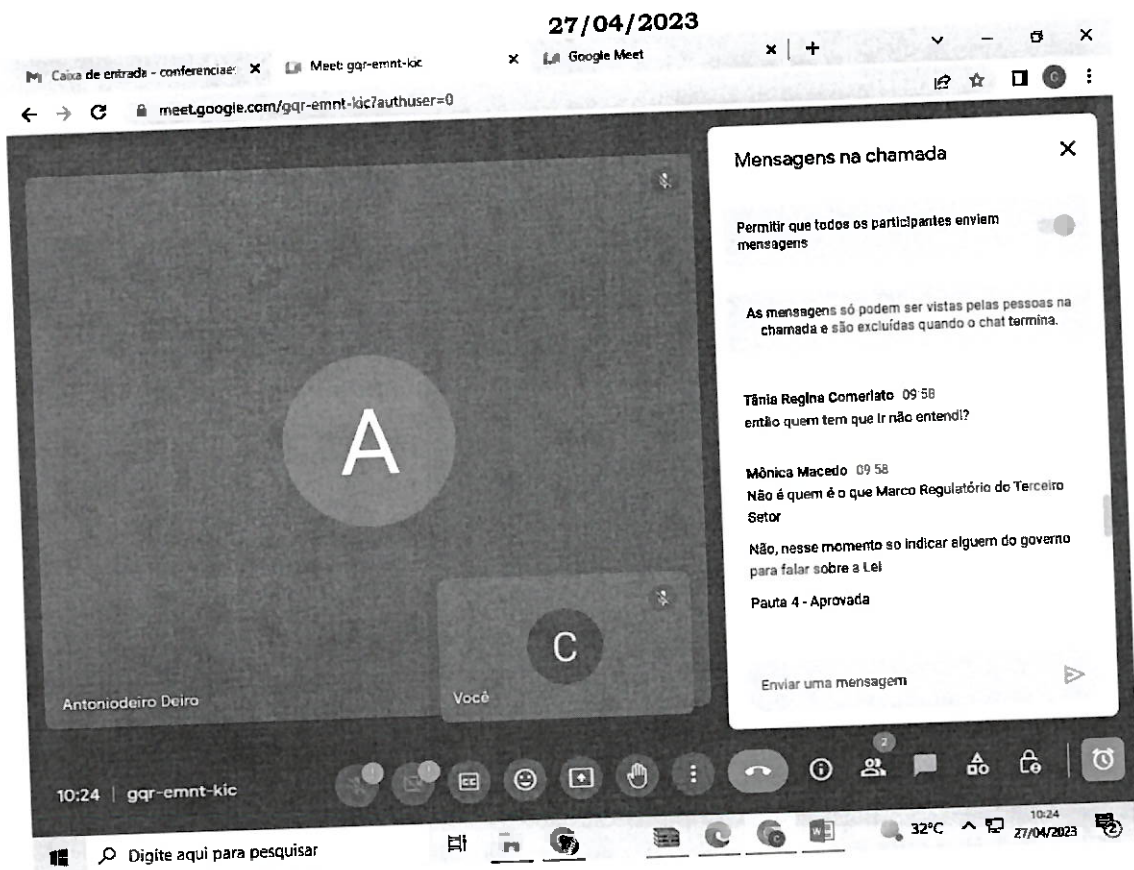 27/04/2023
Caixa de entrada - conferenciae:
Meet: gqr-emnt-kic
Google Meet
meet.google.com/gqr-emnt-kic?authuser=0
C
Mensagens na chamada
Permitir que todos os participantes enviem
mensagens
As mensagens só podem ser vistas pelas pessoas na
chamada e são excluídas quando o chat termina.
Tânia Regina Comerlato 09:58
então quem tem que ir não entendi?
Mônica Macedo 09:58
Não é quem é o que Marco Regulatório do Terceiro
Setor
Não, nesse momento so indicar alguem do governo
para falar sobre a Lei
Pauta 4 - Aprovada
Enviar uma mensagem
A
Antoniodeiro Deiro
C
Você
10:24 | gqr-emnt-kic
CC
2
Digite aqui para pesquisar
32°C
10:24
27/04/2023
2